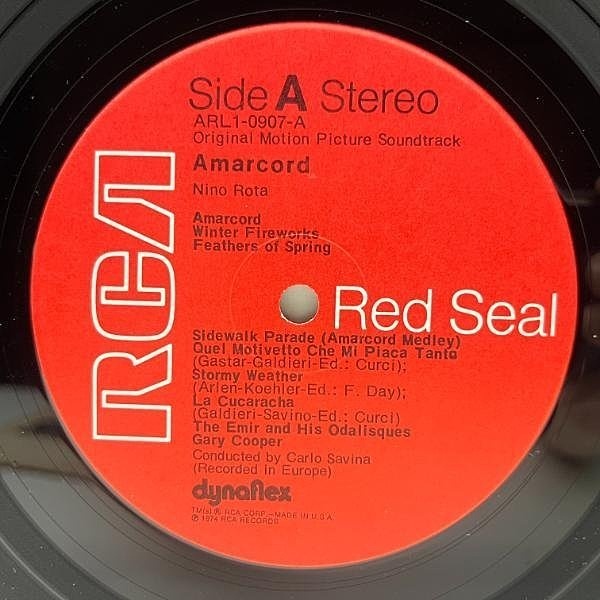 Side A Stereo
ARL1-0907-A
Original Motion Picture Soundtrack
Amarcord
Nino Rota
Amarcord
Winter Fireworks
Feathers of Spring
RCA
Red Seal
Sidewalk Parade (Amarcord Medley)
Quel Motivetto Che Mi Piaca Tanto
(Gastar-Galdieri-Ed.: Curci);
Stormy Weather
(Arlen-Koehler-Ed.: F. Day);
La Cucaracha
(Galdieri-Savino-Ed.: Curci)
The Emir and His Odalisques
Gary Cooper
Conducted by Carlo Savina
(Recorded in Europe)
dynaflex
TM(s) ® RCA CORP.—MADE IN U.S.A.
℗ 1974 RCA RECORDS